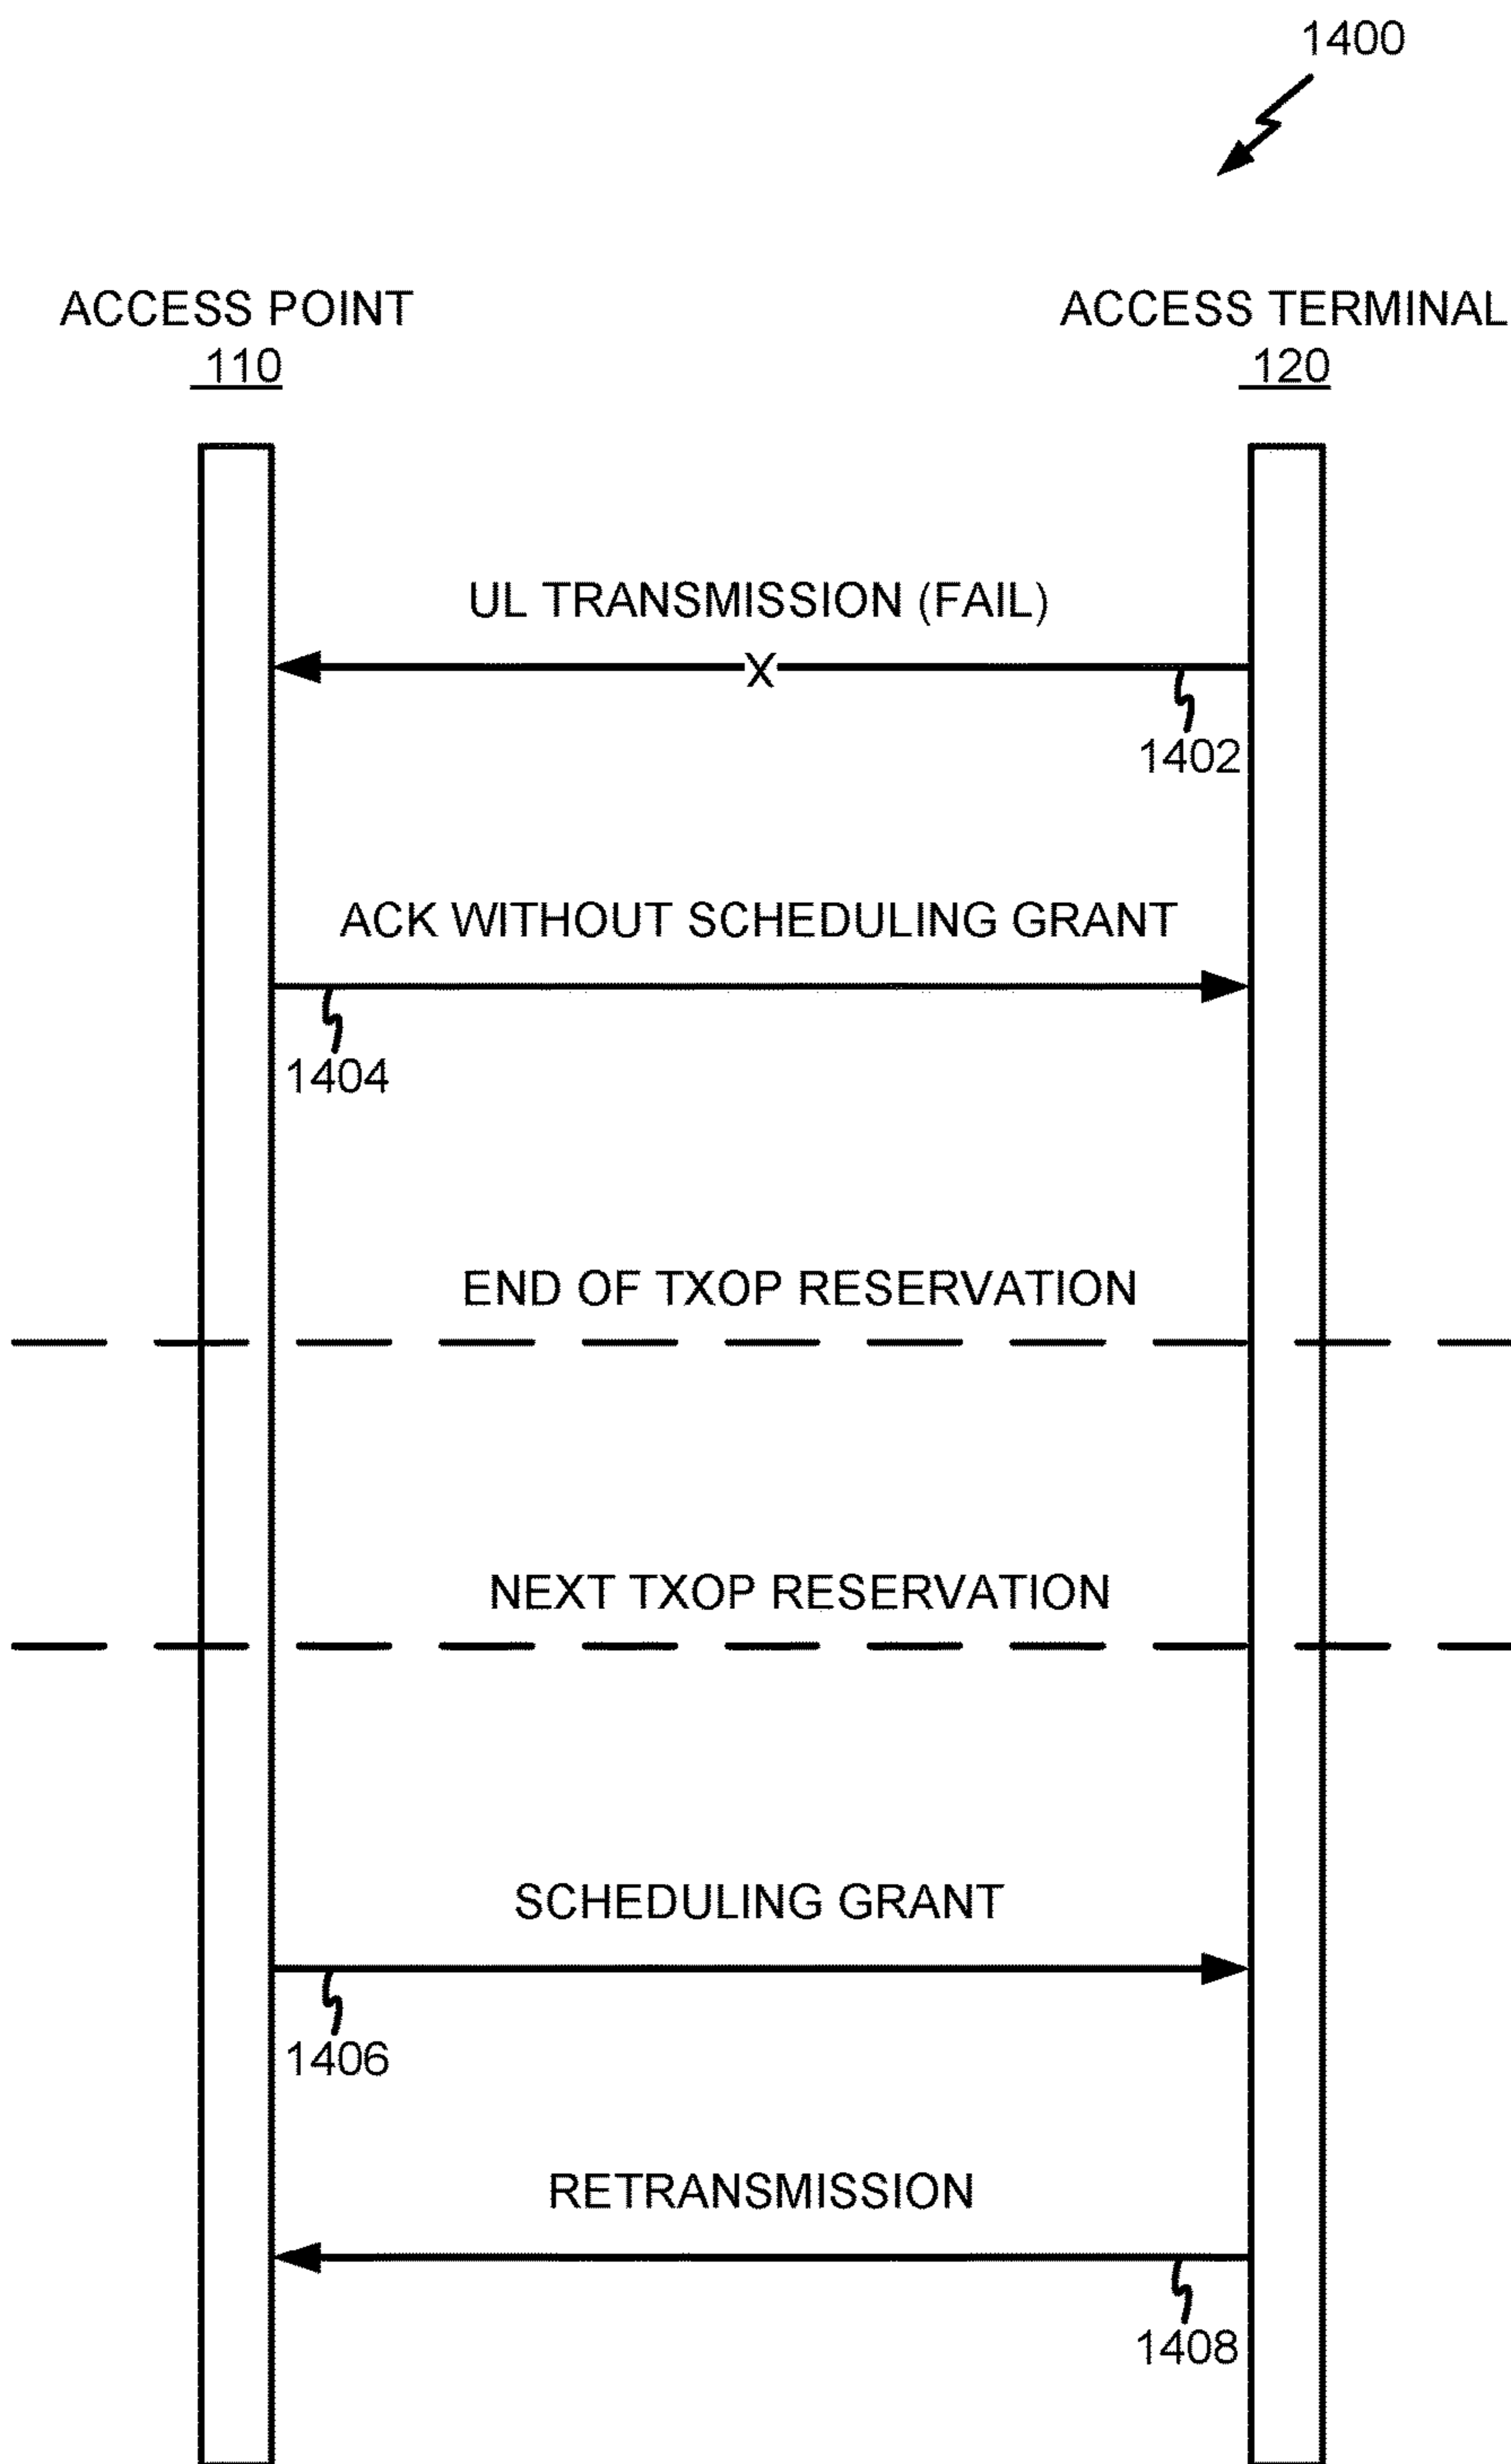 1400
ACCESS POINT
110
ACCESS TERMINAL
120
UL TRANSMISSION (FAIL)
X
1402
ACK WITHOUT SCHEDULING GRANT
1404
END OF TXOP RESERVATION
NEXT TXOP RESERVATION
SCHEDULING GRANT
1406
RETRANSMISSION
1408